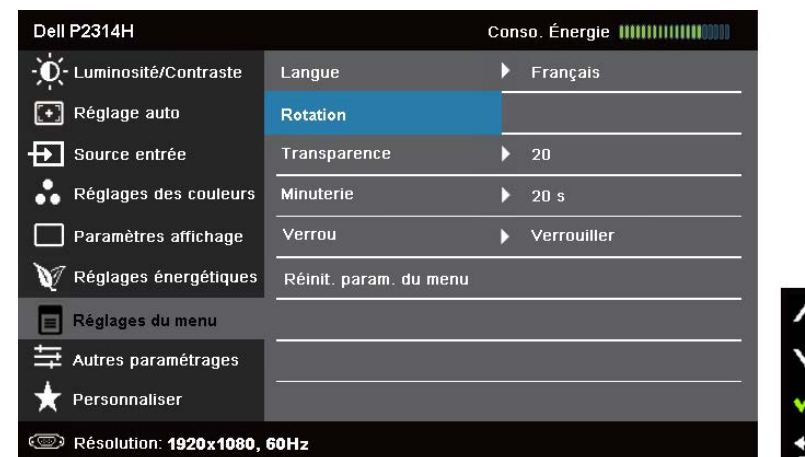 Dell P2314H Conso. Énergie
Luminosité/Contraste Langue Français
Réglage auto Rotation
Source entrée Transparence 20
Réglages des couleurs Minuterie 20 s
Paramètres affichage Verrou Verrouiller
Réglages énergétiques Réinit. param. du menu
Réglages du menu
Autres paramétrages
Personnaliser
Résolution: 1920x1080, 60Hz